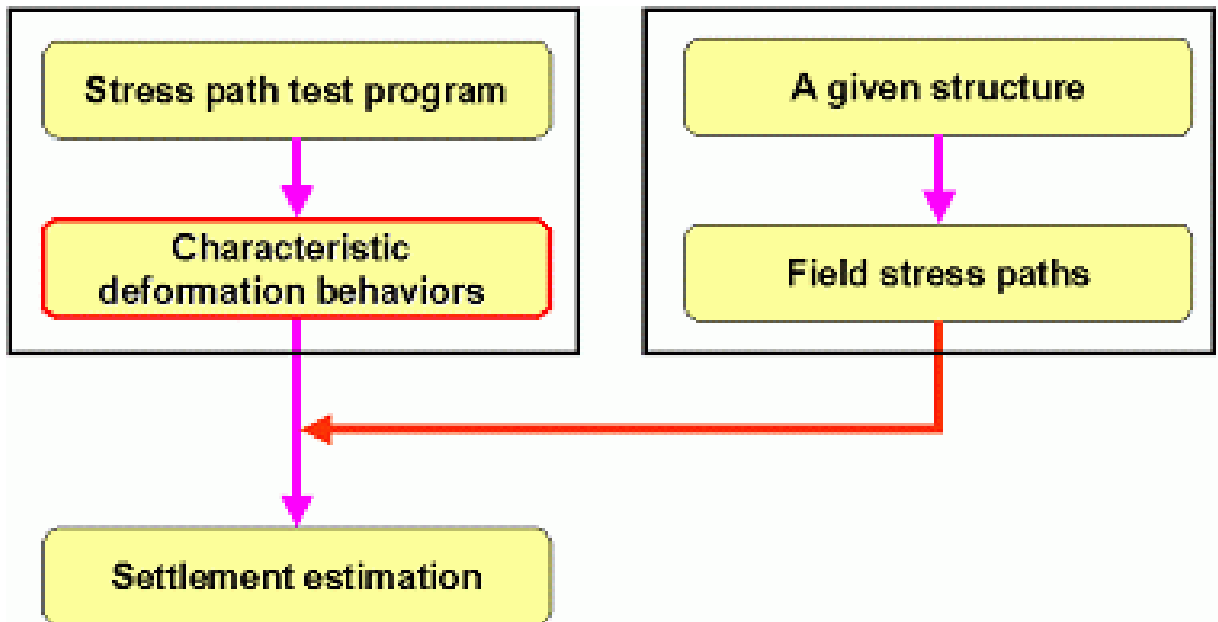 Stress path test program
Characteristic
deformation behaviors
A given structure
Field stress paths
Settlement estimation